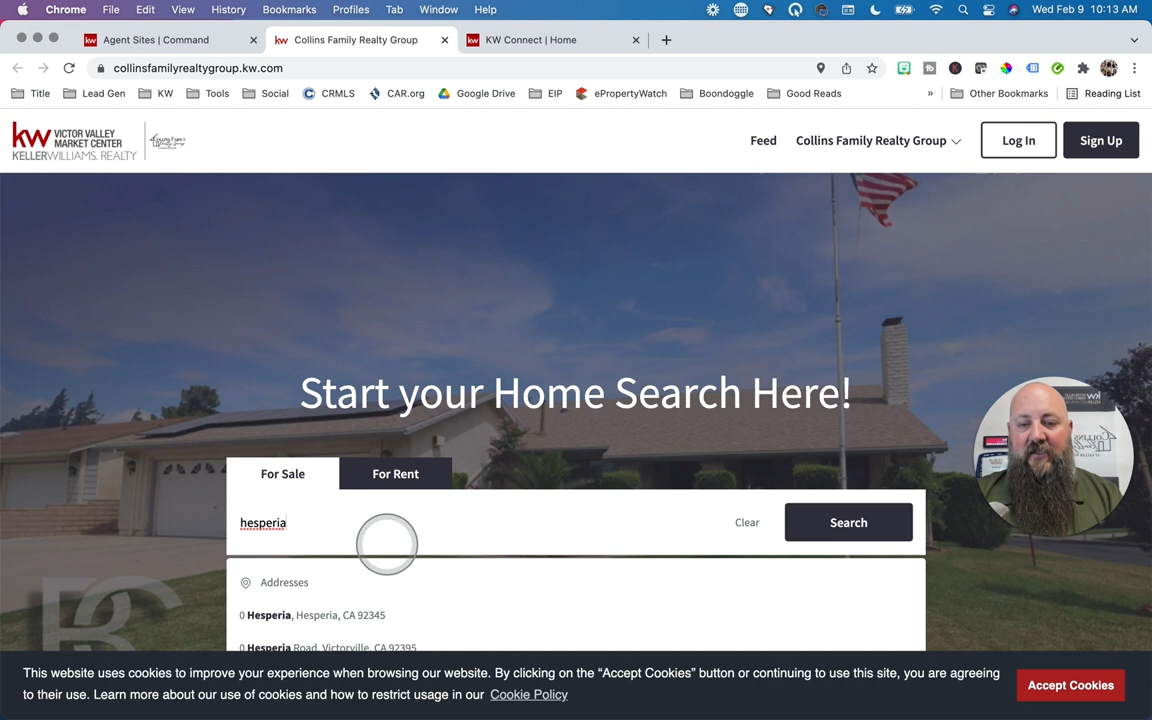 Chrome File Edit View History Bookmarks Profiles Tab Window Help Wed Feb 9 10:13 AM
Agent Sites | Command
Collins Family Realty Group
KW Connect | Home
collinsfamilyrealtygroup.kw.com
Title Lead Gen KW Tools Social CRMLS CAR.org Google Drive EIP ePropertyWatch Boondoggle Good Reads » Other Bookmarks Reading List
kw VICTOR VALLEY
MARKET CENTER
KELLERWILLIAMS. REALTY
Feed Collins Family Realty Group Log In Sign Up
Start your Home Search Here!
For Sale For Rent
hesperia Clear Search
Addresses
0 Hesperia, Hesperia, CA 92345
0 Hesperia Road, Victorville, CA 92395
This website uses cookies to improve your experience when browsing our website. By clicking on the “Accept Cookies” button or continuing to use this site, you are agreeing
to their use. Learn more about our use of cookies and how to restrict usage in our Cookie Policy
Accept Cookies